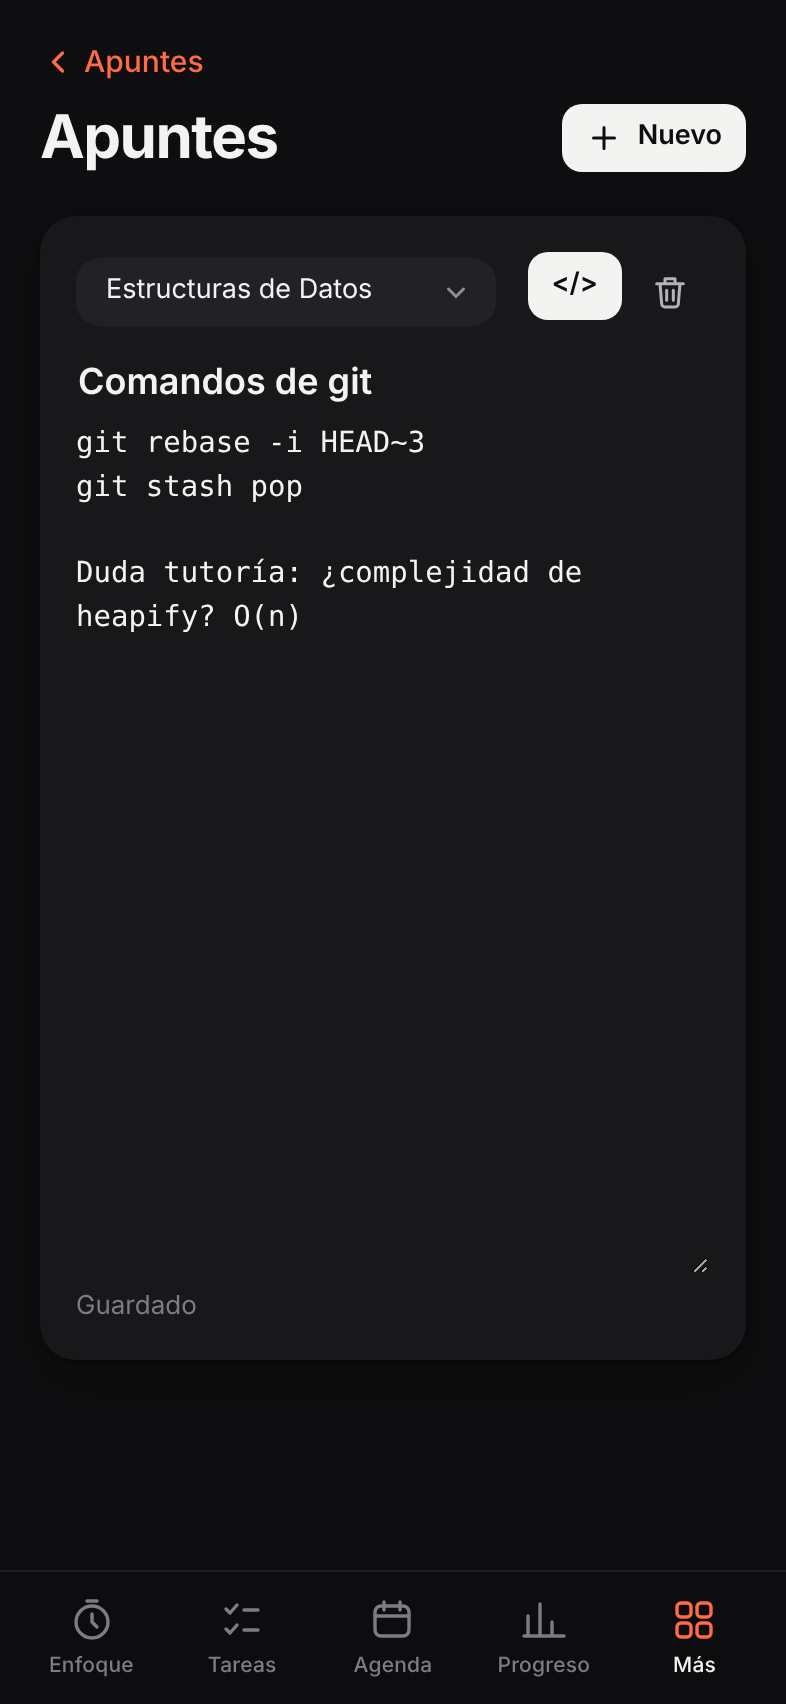 Apuntes
Apuntes
Nuevo
Estructuras de Datos
</>
Comandos de git
git rebase -i HEAD~3
git stash pop
Duda tutoría: ¿complejidad de
heapify? O(n)
Guardado
Enfoque
Tareas
Agenda
Progreso
Más